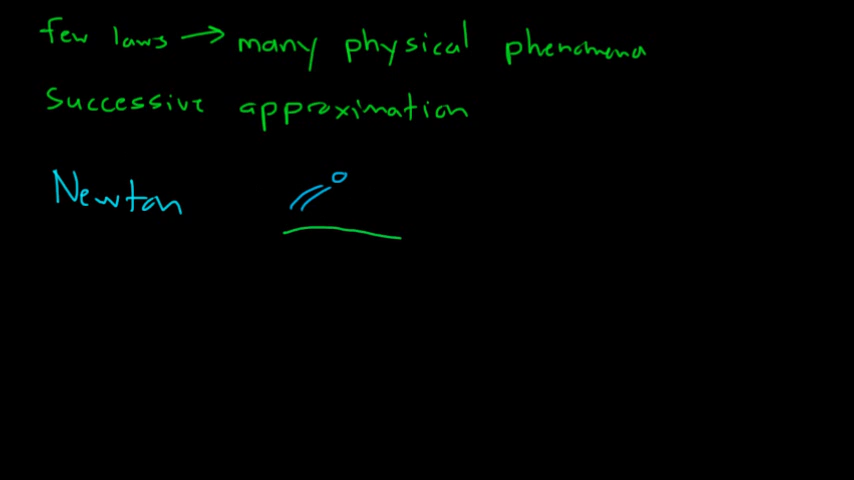 few laws → many physical phenomena
Successive approximation
Newton